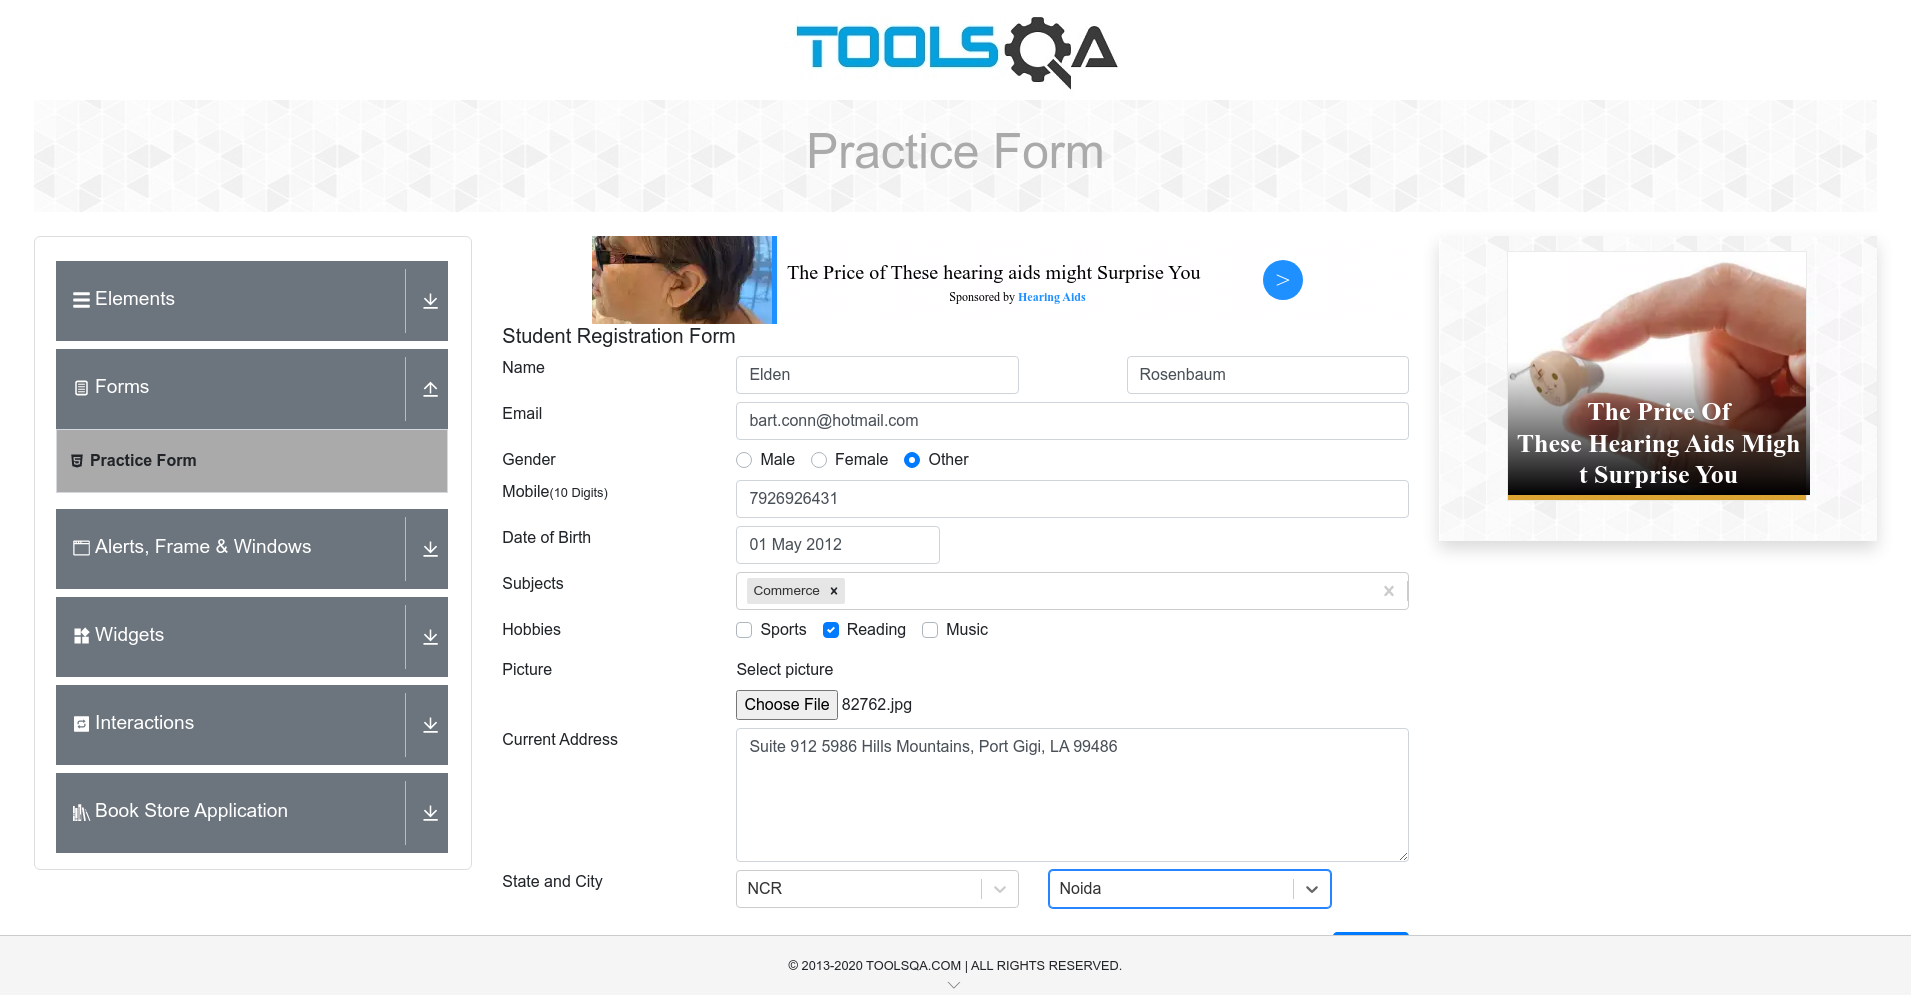 TOOLSQA
Practice Form
Elements
Forms
Practice Form
Alerts, Frame & Windows
Widgets
Interactions
Book Store Application
The Price of These hearing aids might Surprise You
Sponsored by Hearing Aids
>
Student Registration Form
Name
Elden
Rosenbaum
Email
bart.conn@hotmail.com
Gender
Male
Female
Other
Mobile(10 Digits)
7926926431
Date of Birth
01 May 2012
Subjects
Commerce
Hobbies
Sports
Reading
Music
Picture
Select picture
Choose File 82762.jpg
Current Address
Suite 912 5986 Hills Mountains, Port Gigi, LA 99486
State and City
NCR
Noida
The Price Of
These Hearing Aids Migh
t Surprise You
© 2013-2020 TOOLSQA.COM | ALL RIGHTS RESERVED.